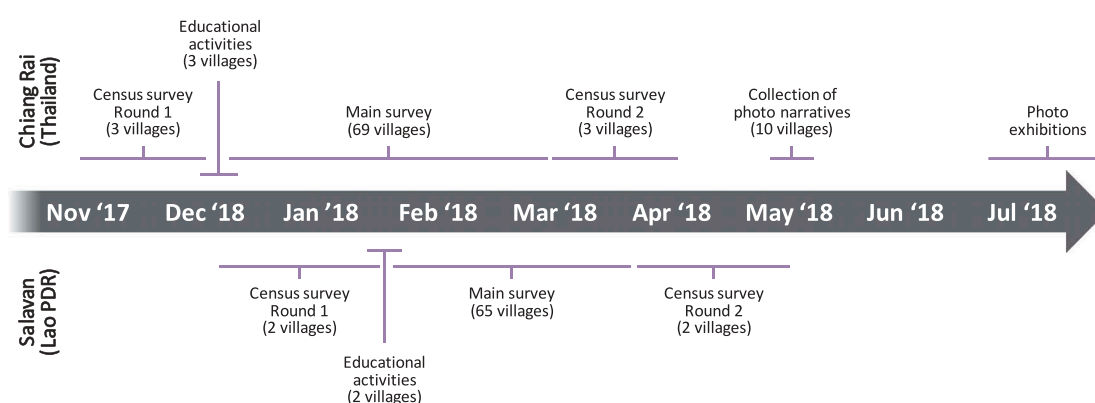 Chiang Rai
(Thailand)
Educational
activities
(3 villages)
Census survey
Round 1
(3 villages)
Main survey
(69 villages)
Census survey
Round 2
(3 villages)
Collection of
photo narratives
(10 villages)
Photo
exhibitions
Nov ‘17 Dec ‘18 Jan ’18 Feb ‘18 Mar ‘18 Apr ‘18 May ‘18 Jun ‘18 Jul ‘18
Salavan
(Lao PDR)
Census survey
Round 1
(2 villages)
Educational
activities
(2 villages)
Main survey
(65 villages)
Census survey
Round 2
(2 villages)